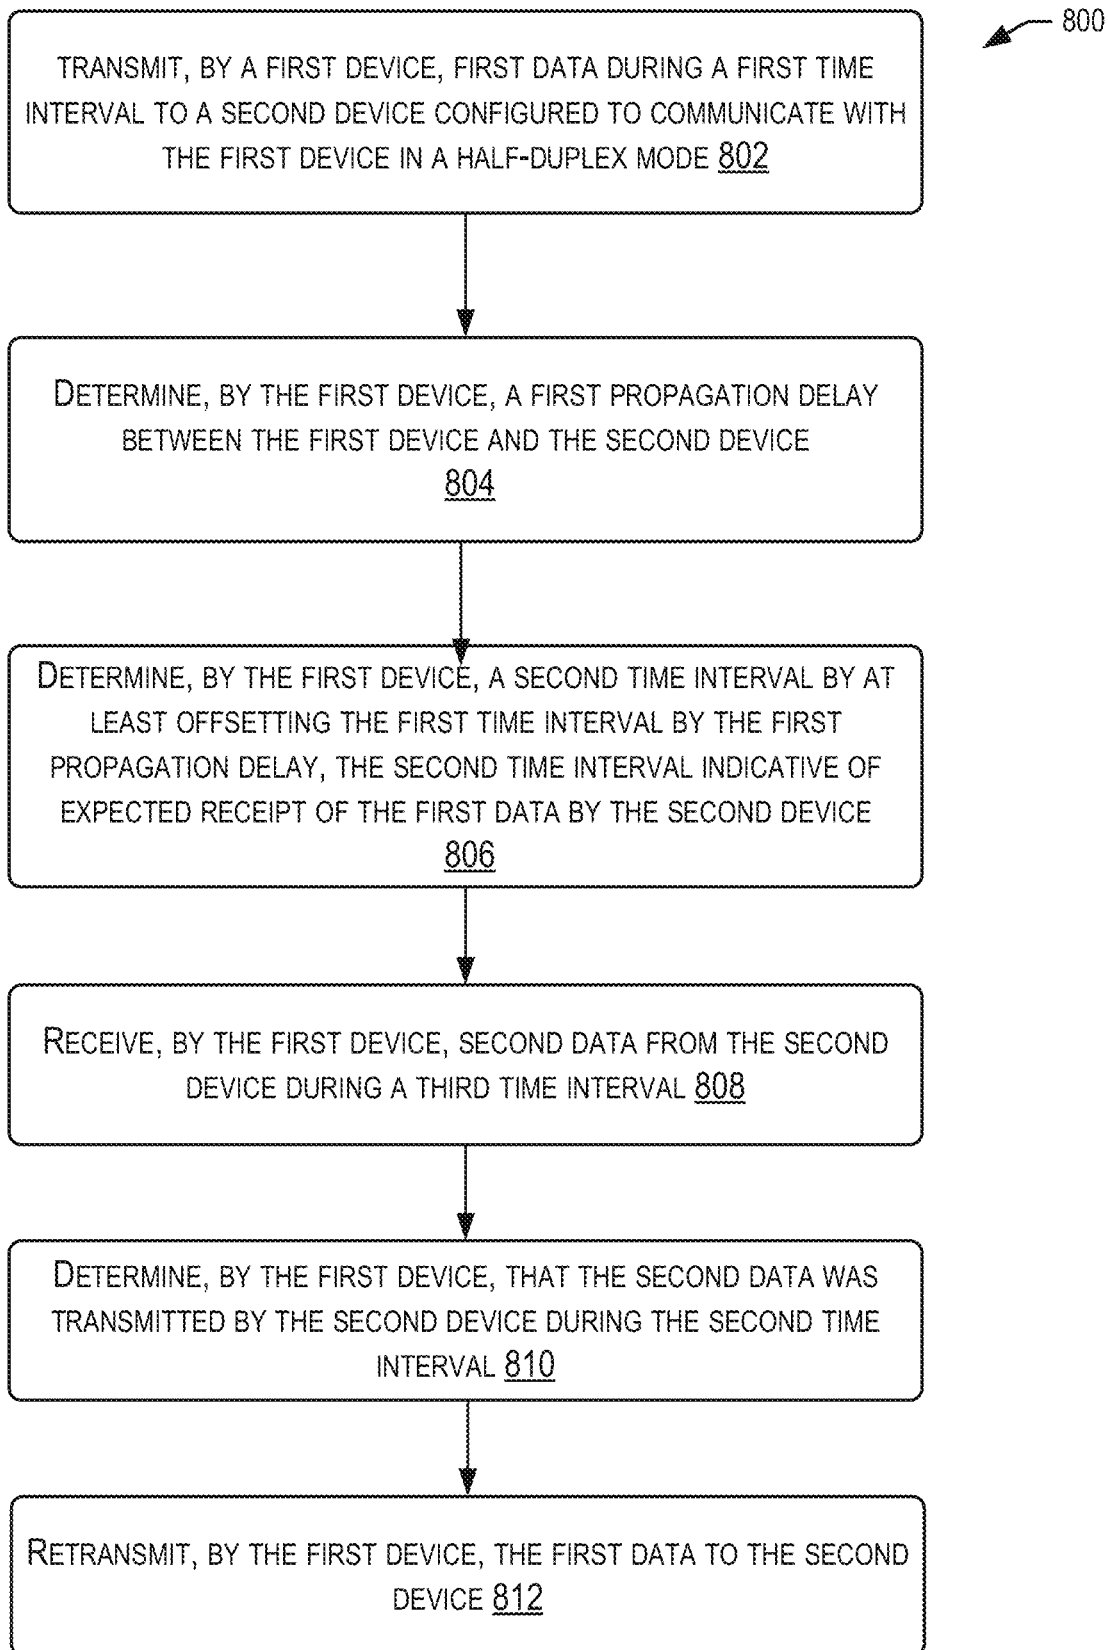 800
TRANSMIT, BY A FIRST DEVICE, FIRST DATA DURING A FIRST TIME
INTERVAL TO A SECOND DEVICE CONFIGURED TO COMMUNICATE WITH
THE FIRST DEVICE IN A HALF-DUPLEX MODE 802
DETERMINE, BY THE FIRST DEVICE, A FIRST PROPAGATION DELAY
BETWEEN THE FIRST DEVICE AND THE SECOND DEVICE
804
DETERMINE, BY THE FIRST DEVICE, A SECOND TIME INTERVAL BY AT
LEAST OFFSETTING THE FIRST TIME INTERVAL BY THE FIRST
PROPAGATION DELAY, THE SECOND TIME INTERVAL INDICATIVE OF
EXPECTED RECEIPT OF THE FIRST DATA BY THE SECOND DEVICE
806
RECEIVE, BY THE FIRST DEVICE, SECOND DATA FROM THE SECOND
DEVICE DURING A THIRD TIME INTERVAL 808
DETERMINE, BY THE FIRST DEVICE, THAT THE SECOND DATA WAS
TRANSMITTED BY THE SECOND DEVICE DURING THE SECOND TIME
INTERVAL 810
RETRANSMIT, BY THE FIRST DEVICE, THE FIRST DATA TO THE SECOND
DEVICE 812